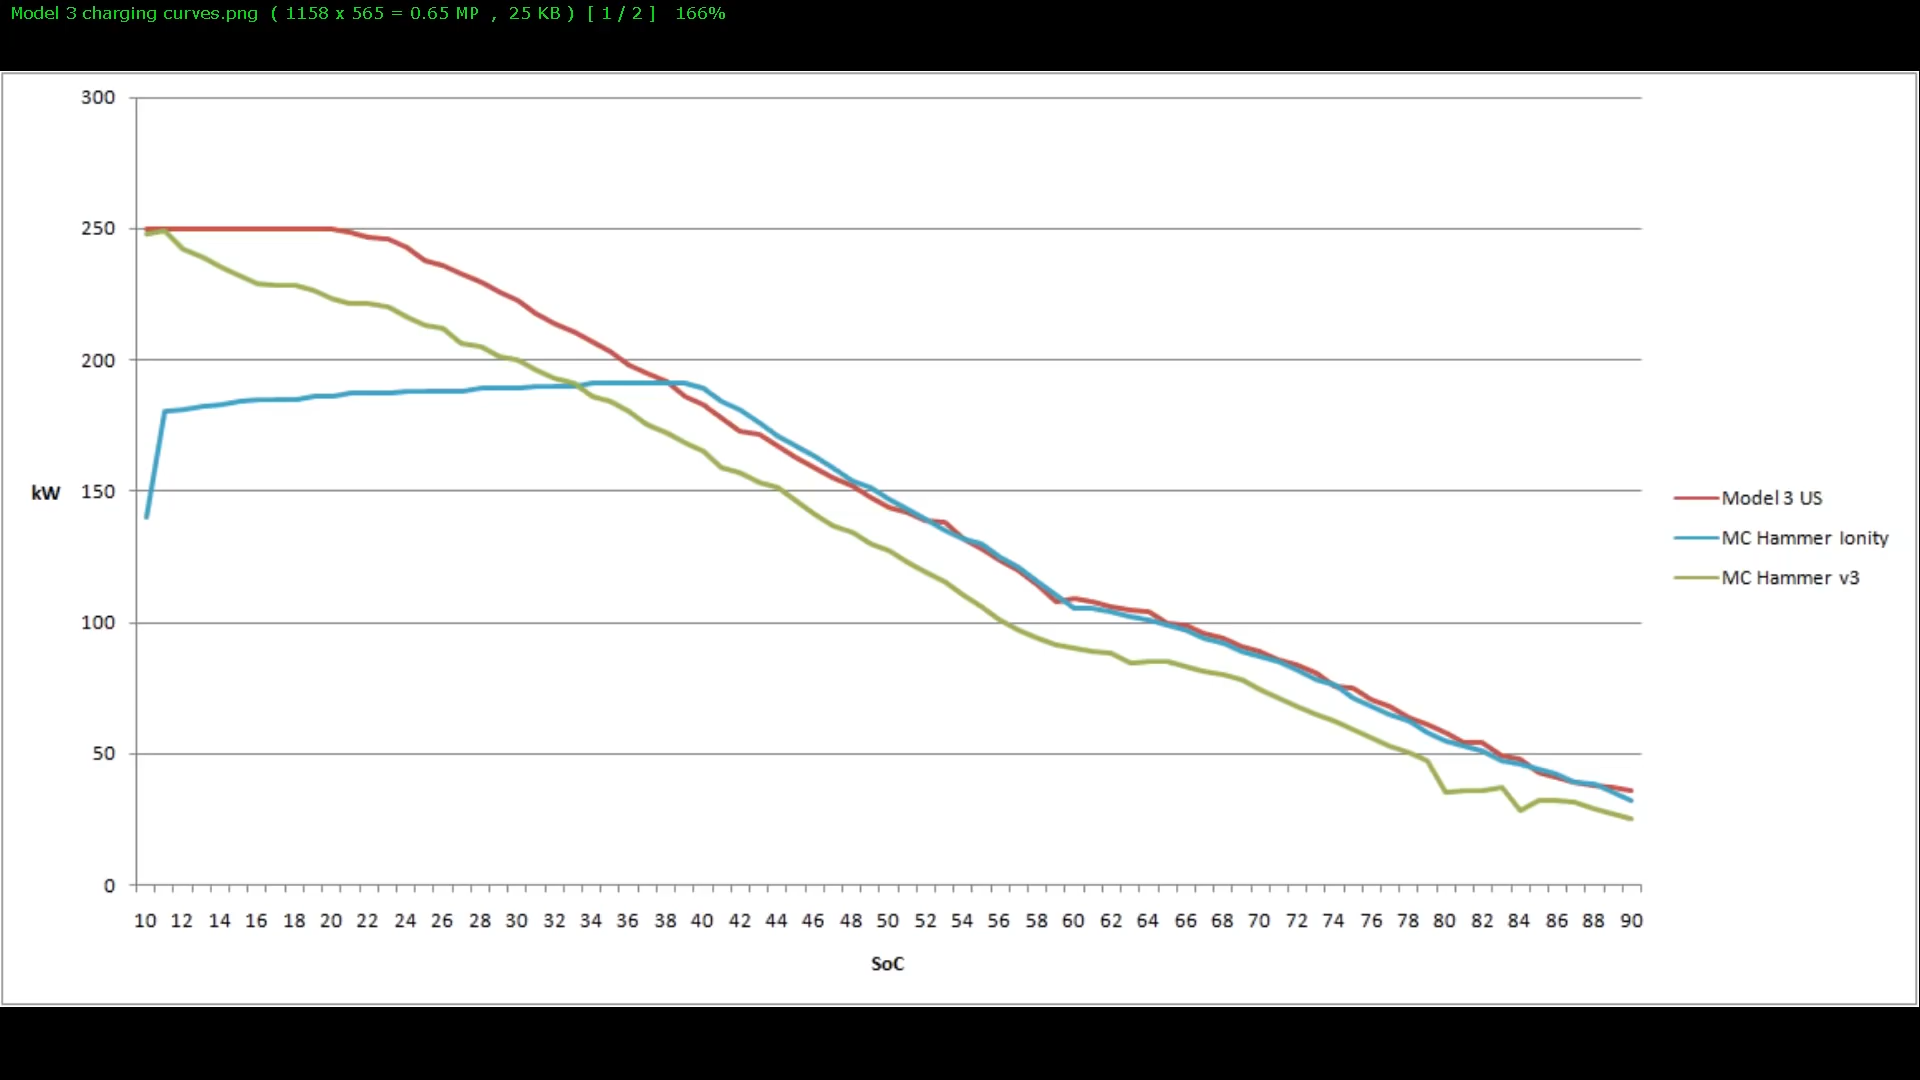 Model 3 charging curves.png ( 1158 x 565 = 0.65 MP , 25 KB ) [ 1 / 2 ] 166%
300
250
200
kW 150
100
50
0
Model 3 US
MC Hammer Ionity
MC Hammer v3
10 12 14 16 18 20 22 24 26 28 30 32 34 36 38 40 42 44 46 48 50 52 54 56 58 60 62 64 66 68 70 72 74 76 78 80 82 84 86 88 90
SoC